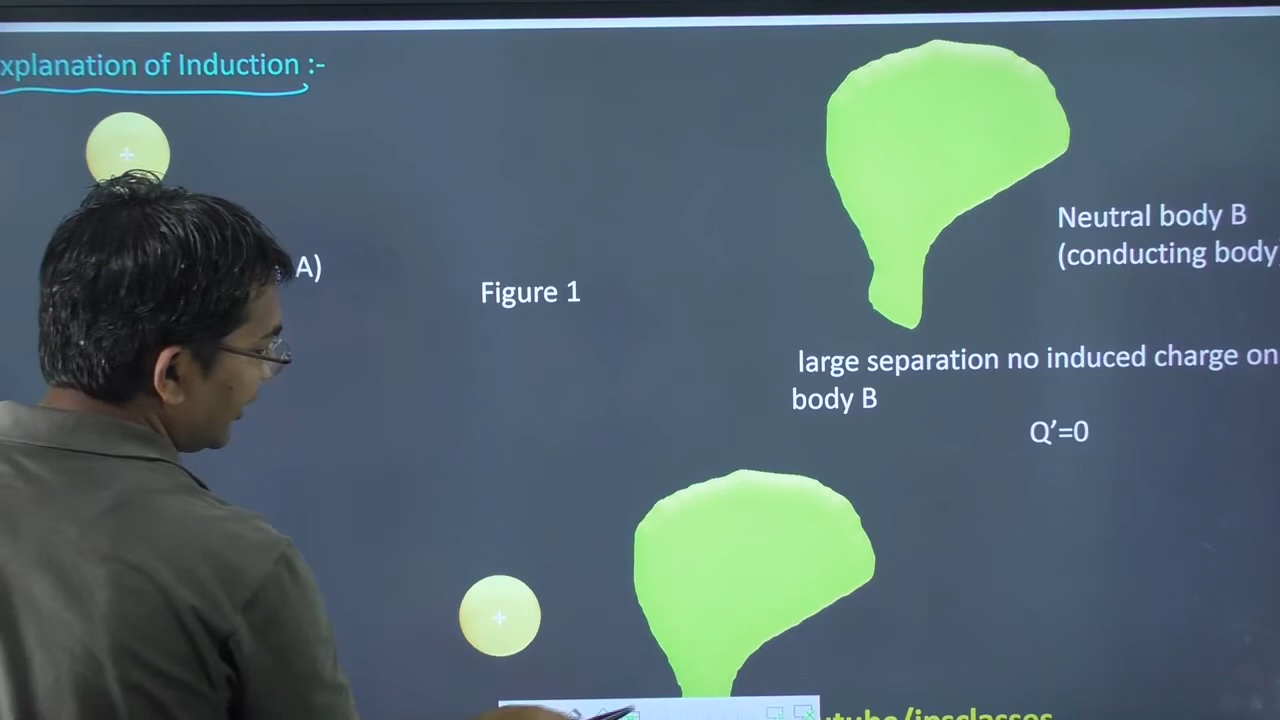 xplanation of Induction :-
+
A)
Figure 1
Neutral body B
(conducting body
large separation no induced charge on
body B
Q’=0
+